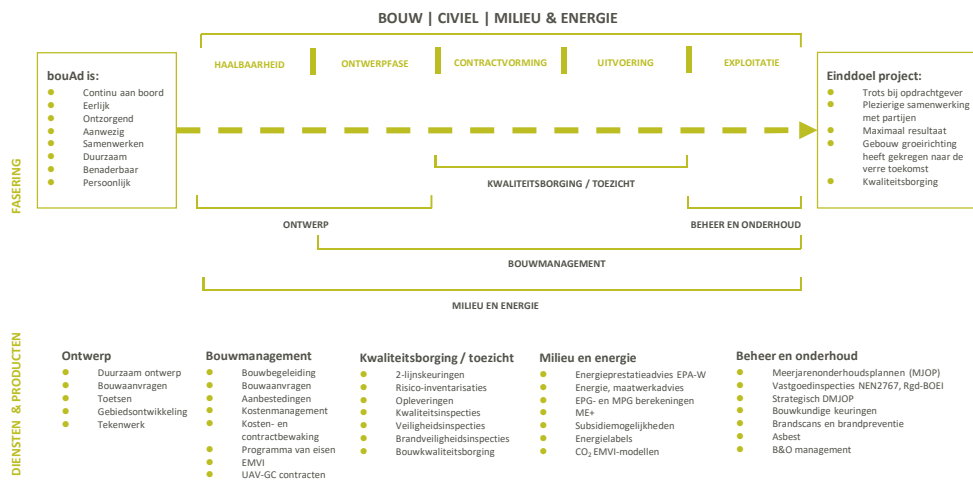 BOUW | CIVIEL | MILIEU & ENERGIE
HAALBAARHEID
ONTWERPFASE
CONTRACTVORMING
UITVOERING
EXPLOITATIE
FASERING
bouAd is:
Continu aan boord
Eerlijk
Ontzorgend
Aanwezig
Samenwerken
Duurzaam
Benaderbaar
Persoonlijk
Einddoel project:
Trots bij opdrachtgever
Plezierige samenwerking
met partijen
Maximaal resultaat
Gebouw groeirichting
heeft gekregen naar de
verre toekomst
Kwaliteitsborging
KWALITEITSBORGING / TOEZICHT
ONTWERP
BEHEER EN ONDERHOUD
BOUWMANAGEMENT
MILIEU EN ENERGIE
DIENSTEN & PRODUCTEN
Ontwerp
Duurzaam ontwerp
Bouwaanvragen
Toetsen
Gebiedsontwikkeling
Tekenwerk
Bouwmanagement
Bouwbegeleiding
Bouwaanvragen
Aanbestedingen
Kostenmanagement
Kosten- en
contractbewaking
Programma van eisen
EMVI
UAV-GC contracten
Kwaliteitsborging / toezicht
2-lijnskeuringen
Risico-inventarisaties
Opleveringen
Kwaliteitsinspecties
Veiligheidsinspecties
Brandveiligheidsinspecties
Bouwkwaliteitsborging
Milieu en energie
Energieprestatieadvies EPA-W
Energie, maatwerkadvies
EPG- en MPG berekeningen
ME+
Subsidiemogelijkheden
Energielabels
CO₂ EMVI-modellen
Beheer en onderhoud
Meerjarenonderhoudsplannen (MJOP)
Vastgoedinspecties NEN2767, Rgd-BOEI
Strategisch DMJOP
Bouwkundige keuringen
Brandscans en brandpreventie
Asbest
B&O management